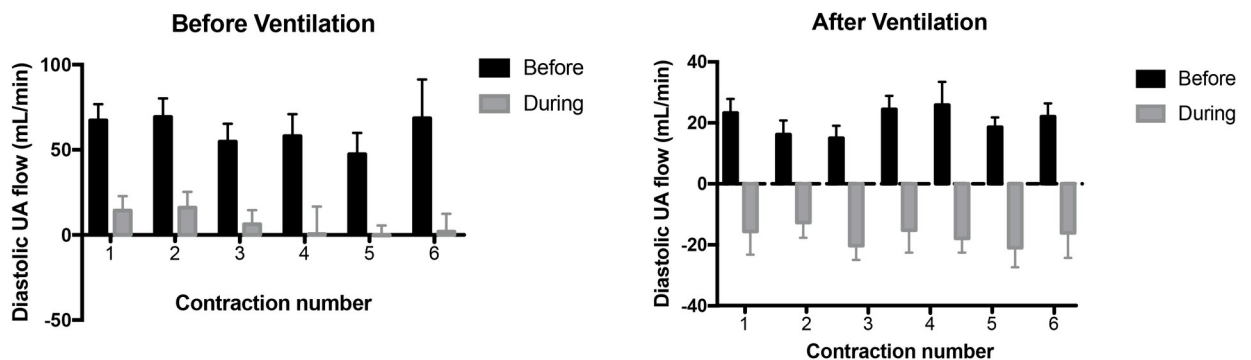 Before Ventilation
Diastolic UA flow (mL/min)
100
50
0
-50
1 2 3 4 5 6
Contraction number
Before
During
After Ventilation
Diastolic UA flow (mL/min)
40
20
0
-20
-40
1 2 3 4 5 6
Contraction number
Before
During